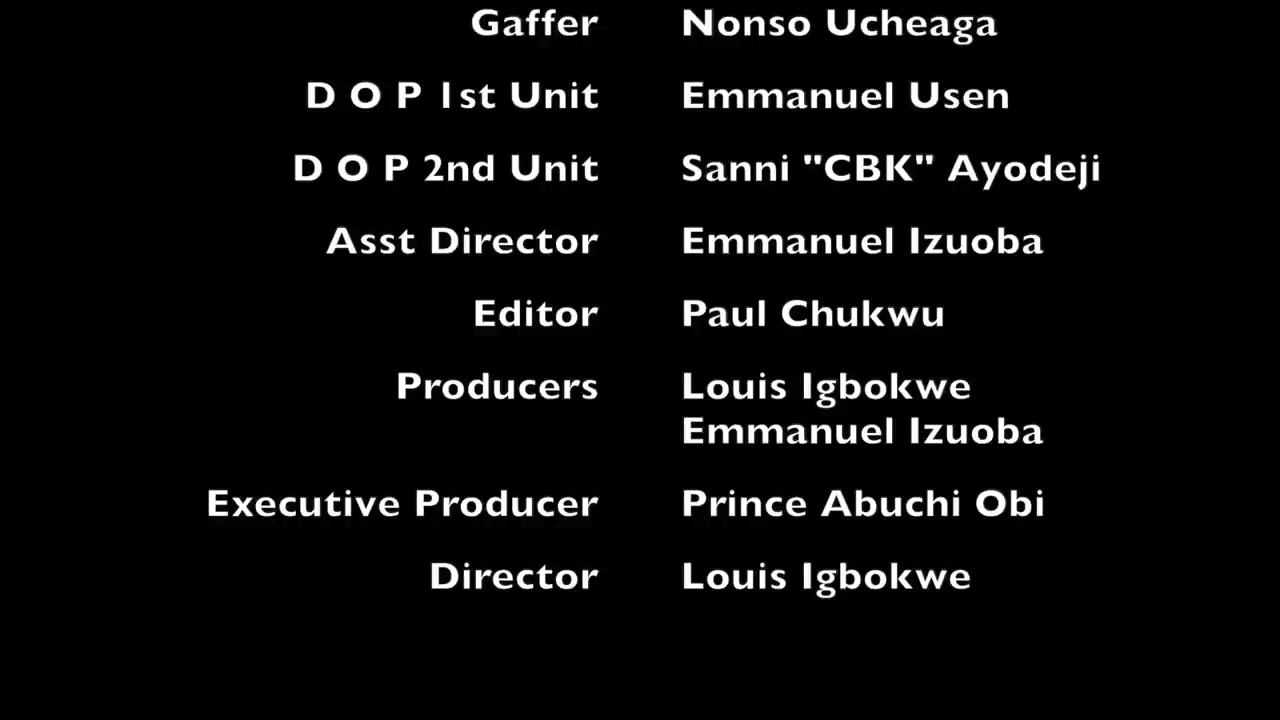 Gaffer Nonso Ucheaga
D O P 1st Unit Emmanuel Usen
D O P 2nd Unit Sanni "CBK" Ayodeji
Asst Director Emmanuel Izuoba
Editor Paul Chukwu
Producers Louis Igbokwe
Emmanuel Izuoba
Executive Producer Prince Abuchi Obi
Director Louis Igbokwe